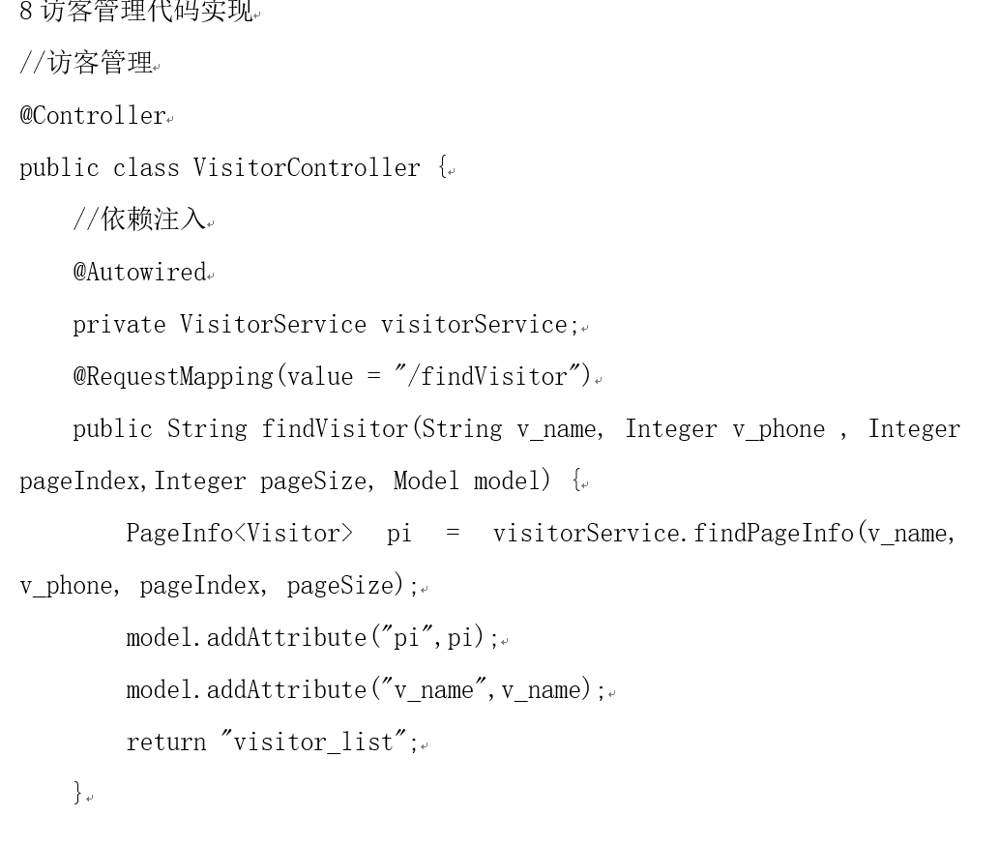 8 访客管理代码实现
//访客管理
@Controller
public class VisitorController {
//依赖注入
@Autowired
private VisitorService visitorService;
@RequestMapping(value = "/findVisitor")
public String findVisitor(String v_name, Integer v_phone , Integer
pageIndex,Integer pageSize, Model model) {
PageInfo<Visitor> pi = visitorService.findPageInfo(v_name,
v_phone, pageIndex, pageSize);
model.addAttribute("pi",pi);
model.addAttribute("v_name",v_name);
return "visitor_list";
}